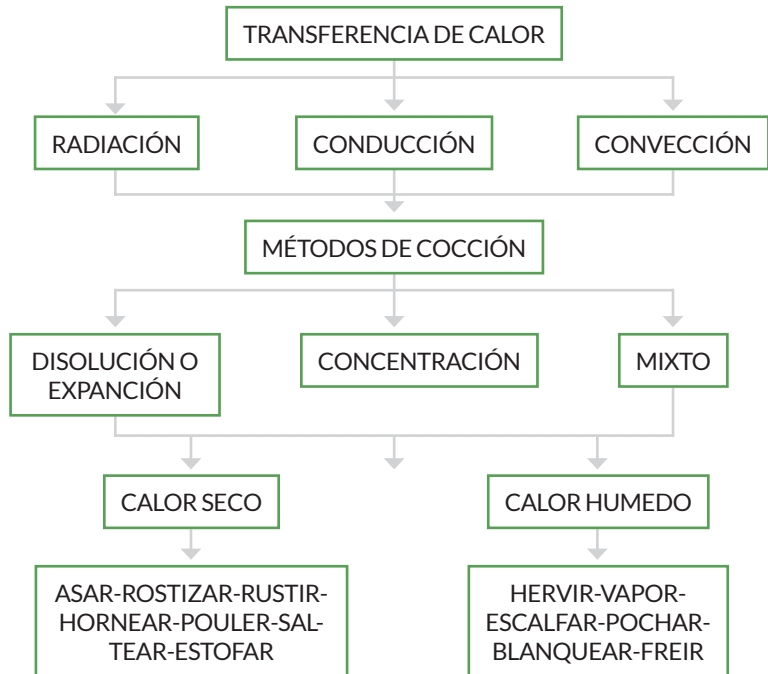 TRANSFERENCIA DE CALOR
RADIACIÓN
CONDUCCIÓN
CONVECCIÓN
MÉTODOS DE COCCIÓN
DISOLUCIÓN O
EXPANCIÓN
CONCENTRACIÓN
MIXTO
CALOR SECO
CALOR HUMEDO
ASAR-ROSTIZAR-RUSTIR-
HORNEAR-POULER-SAL-
TEAR-ESTOFAR
HERVIR-VAPOR-
ESCALFAR-POCHAR-
BLANQUEAR-FREIR